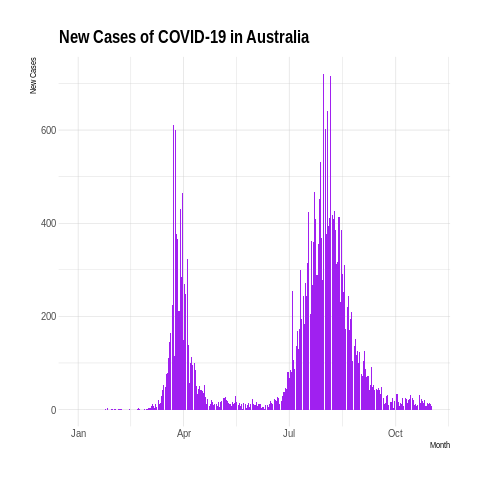 New Cases of COVID-19 in Australia
New Cases
600
400
200
0
Jan Apr Jul Oct
Month